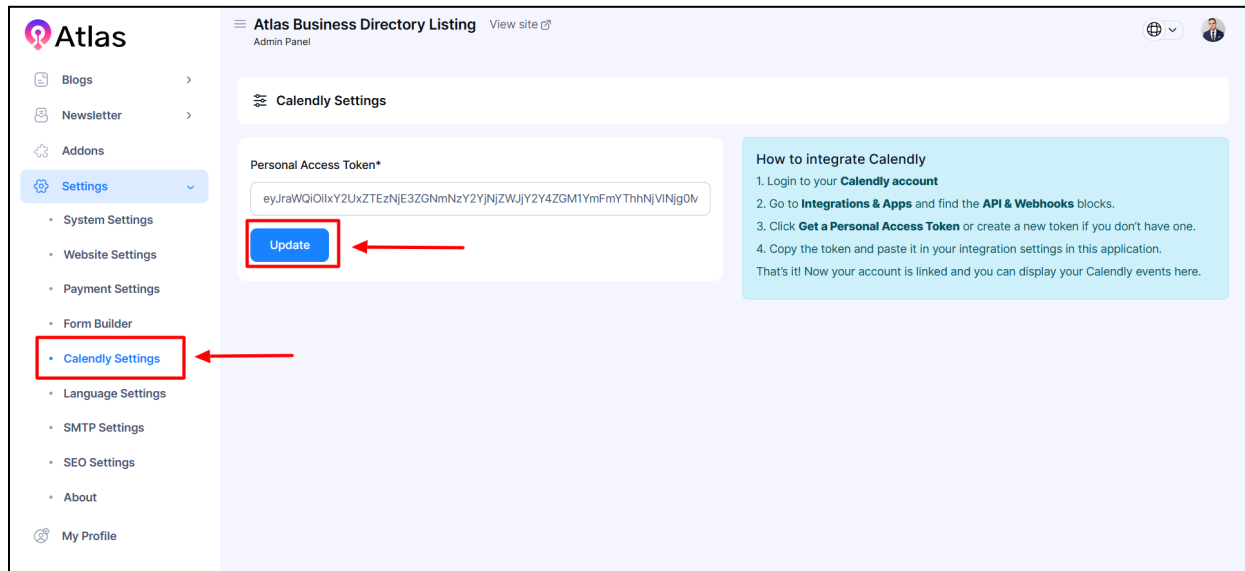 Atlas
Atlas Business Directory Listing View site
Admin Panel
Blogs
Newsletter
Addons
Settings
System Settings
Website Settings
Payment Settings
Form Builder
Calendly Settings
Language Settings
SMTP Settings
SEO Settings
About
My Profile
Calendly Settings
Personal Access Token*
Update
How to integrate Calendly
1. Login to your Calendly account
2. Go to Integrations & Apps and find the API & Webhooks blocks.
3. Click Get a Personal Access Token or create a new token if you don't have one.
4. Copy the token and paste it in your integration settings in this application.
That's it! Now your account is linked and you can display your Calendly events here.